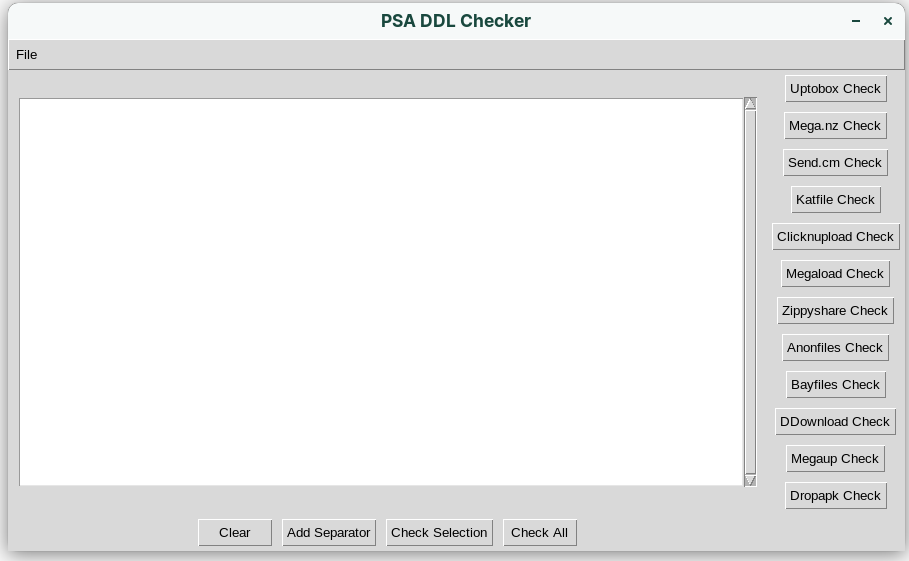 PSA DDL Checker
File
Uptobox Check
Mega.nz Check
Send.cm Check
Katfile Check
Clicknupload Check
Megaload Check
Zippyshare Check
Anonfiles Check
Bayfiles Check
DDownload Check
Megaup Check
Dropapk Check
Clear Add Separator Check Selection Check All